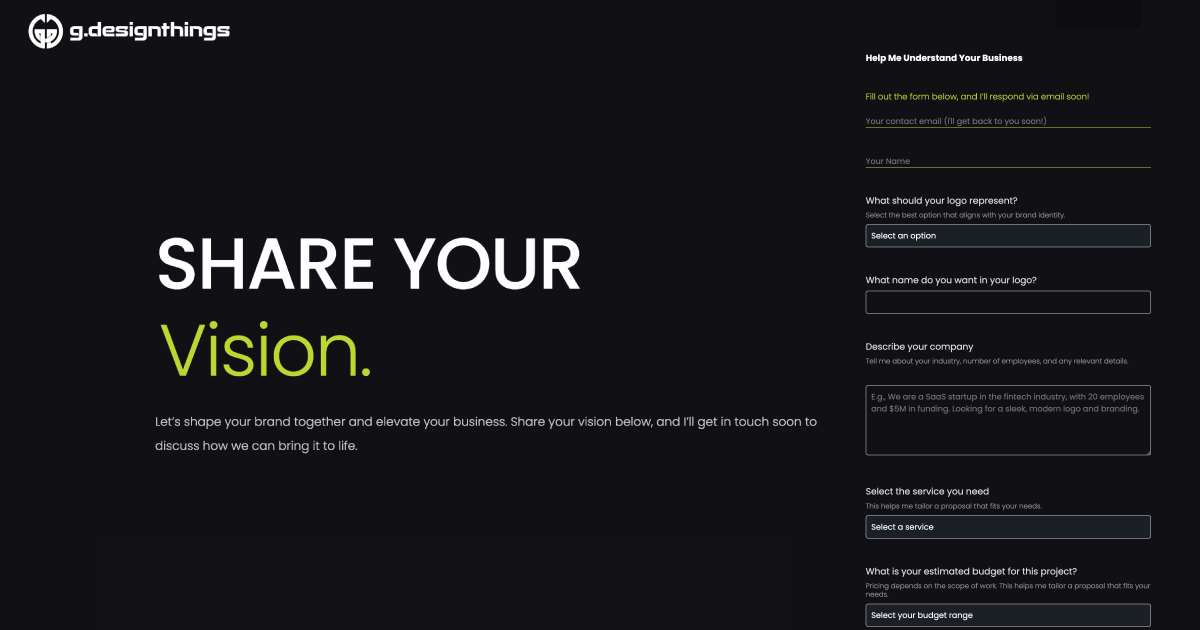 g.designthings
SHARE YOUR
Vision.
Let's shape your brand together and elevate your business. Share your vision below, and I'll get in touch soon to
discuss how we can bring it to life.
Help Me Understand Your Business
Fill out the form below, and I'll respond via email soon!
Your contact email (I'll get back to you soon!)
Your Name
What should your logo represent?
Select the best option that aligns with your brand identity.
Select an option
What name do you want in your logo?
Describe your company
Tell me about your industry, number of employees, and any relevant details.
E.g., We are a SaaS startup in the fintech industry, with 20 employees
and $5M in funding. Looking for a sleek, modern logo and branding.
Select the service you need
This helps me tailor a proposal that fits your needs.
Select a service
What is your estimated budget for this project?
Pricing depends on the scope of work. This helps me tailor a proposal that fits your
needs.
Select your budget range